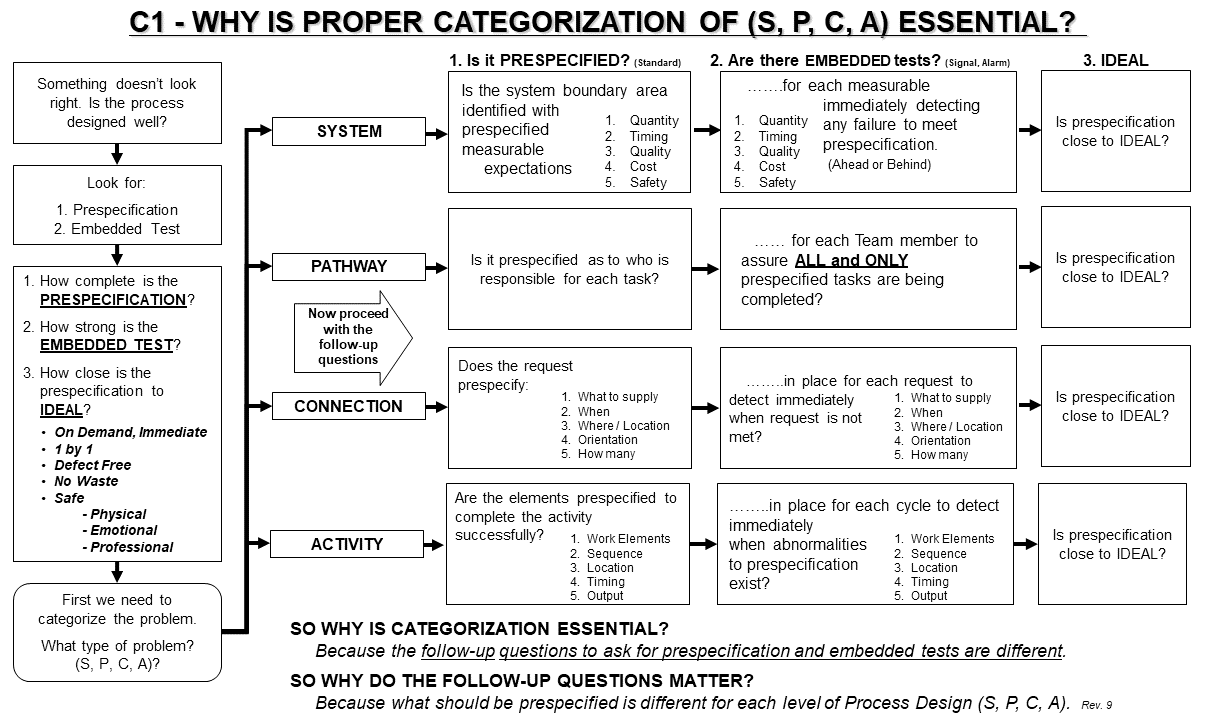 C1 - WHY IS PROPER CATEGORIZATION OF (S, P, C, A) ESSENTIAL?
Something doesn't look
right. Is the process
designed well?
Look for:
1. Prespecification
2. Embedded Test
1. How complete is the
PRESPECIFICATION?
2. How strong is the
EMBEDDED TEST?
3. How close is the
prespecification to
IDEAL?
• On Demand, Immediate
• 1 by 1
• Defect Free
• No Waste
• Safe
- Physical
- Emotional
- Professional
First we need to
categorize the problem.
What type of problem?
(S, P, C, A)?
1. Is it PRESPECIFIED? (Standard)
2. Are there EMBEDDED tests? (Signal, Alarm)
3. IDEAL
SYSTEM
Is the system boundary area
identified with
prespecified
measurable
expectations
1. Quantity
2. Timing
3. Quality
4. Cost
5. Safety
…….for each measurable
immediately detecting
any failure to meet
prespecification.
(Ahead or Behind)
1. Quantity
2. Timing
3. Quality
4. Cost
5. Safety
Is prespecification
close to IDEAL?
PATHWAY
Is it prespecified as to who is
responsible for each task?
…… for each Team member to
assure ALL and ONLY
prespecified tasks are being
completed?
Is prespecification
close to IDEAL?
Now proceed
with the
follow-up
questions
CONNECTION
Does the request
prespecify:
1. What to supply
2. When
3. Where / Location
4. Orientation
5. How many
……..in place for each request to
detect immediately
when request is not
met?
1. What to supply
2. When
3. Where / Location
4. Orientation
5. How many
Is prespecification
close to IDEAL?
ACTIVITY
Are the elements prespecified to
complete the activity
successfully?
1. Work Elements
2. Sequence
3. Location
4. Timing
5. Output
……..in place for each cycle to detect
immediately
when abnormalities
to prespecification
exist?
1. Work Elements
2. Sequence
3. Location
4. Timing
5. Output
Is prespecification
close to IDEAL?
SO WHY IS CATEGORIZATION ESSENTIAL?
Because the follow-up questions to ask for prespecification and embedded tests are different.
SO WHY DO THE FOLLOW-UP QUESTIONS MATTER?
Because what should be prespecified is different for each level of Process Design (S, P, C, A). Rev. 9